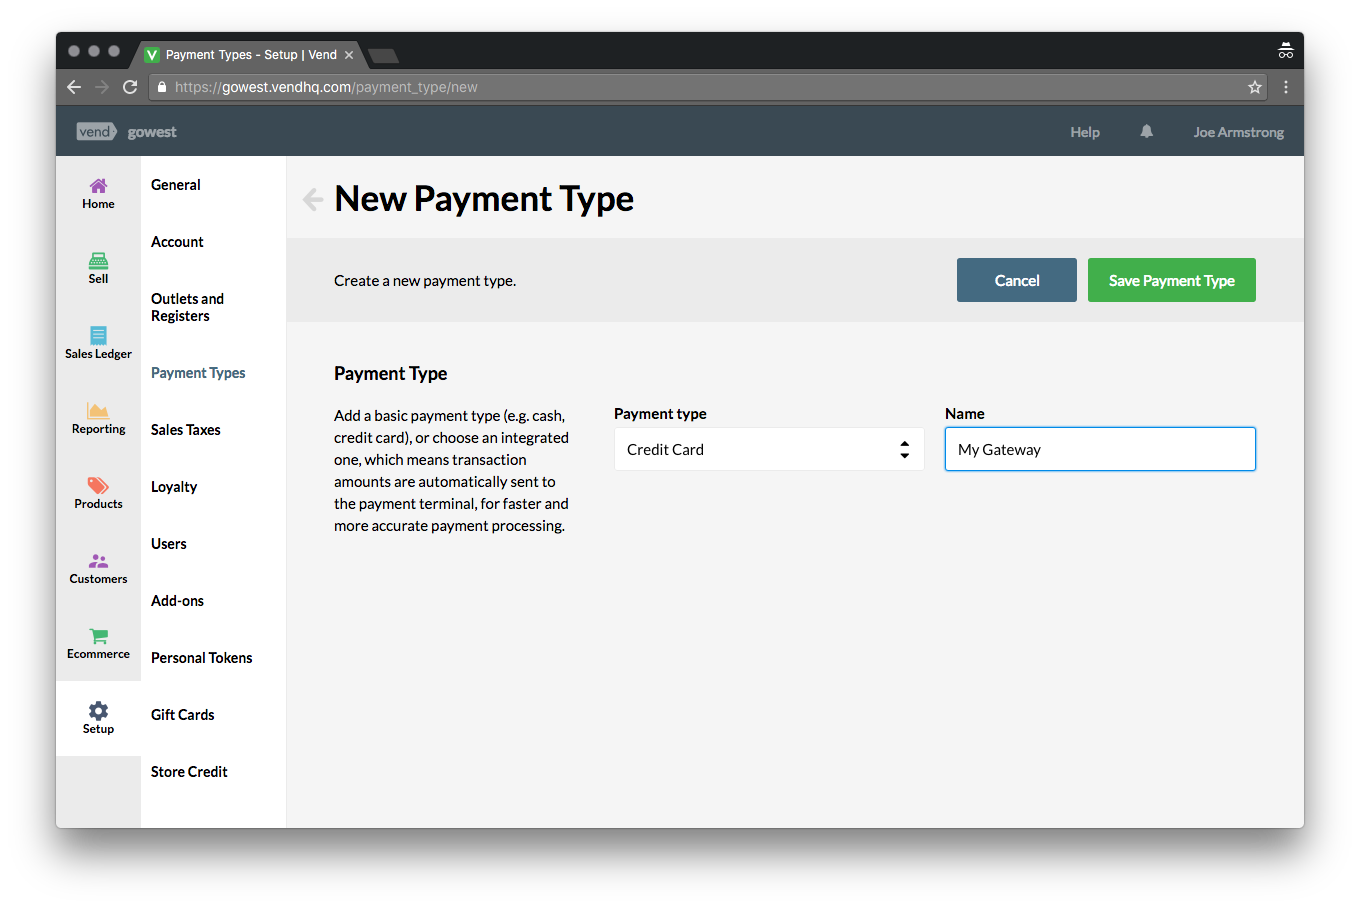 Payment Types - Setup | Vend
https://gowest.vendhq.com/payment_type/new
vend gowest
Help
Joe Armstrong
Home
Sell
Sales Ledger
Reporting
Products
Customers
Ecommerce
Setup
General
Account
Outlets and
Registers
Payment Types
Sales Taxes
Loyalty
Users
Add-ons
Personal Tokens
Gift Cards
Store Credit
New Payment Type
Create a new payment type.
Cancel
Save Payment Type
Payment Type
Add a basic payment type (e.g. cash,
credit card), or choose an integrated
one, which means transaction
amounts are automatically sent to
the payment terminal, for faster and
more accurate payment processing.
Payment type
Credit Card
Name
My Gateway